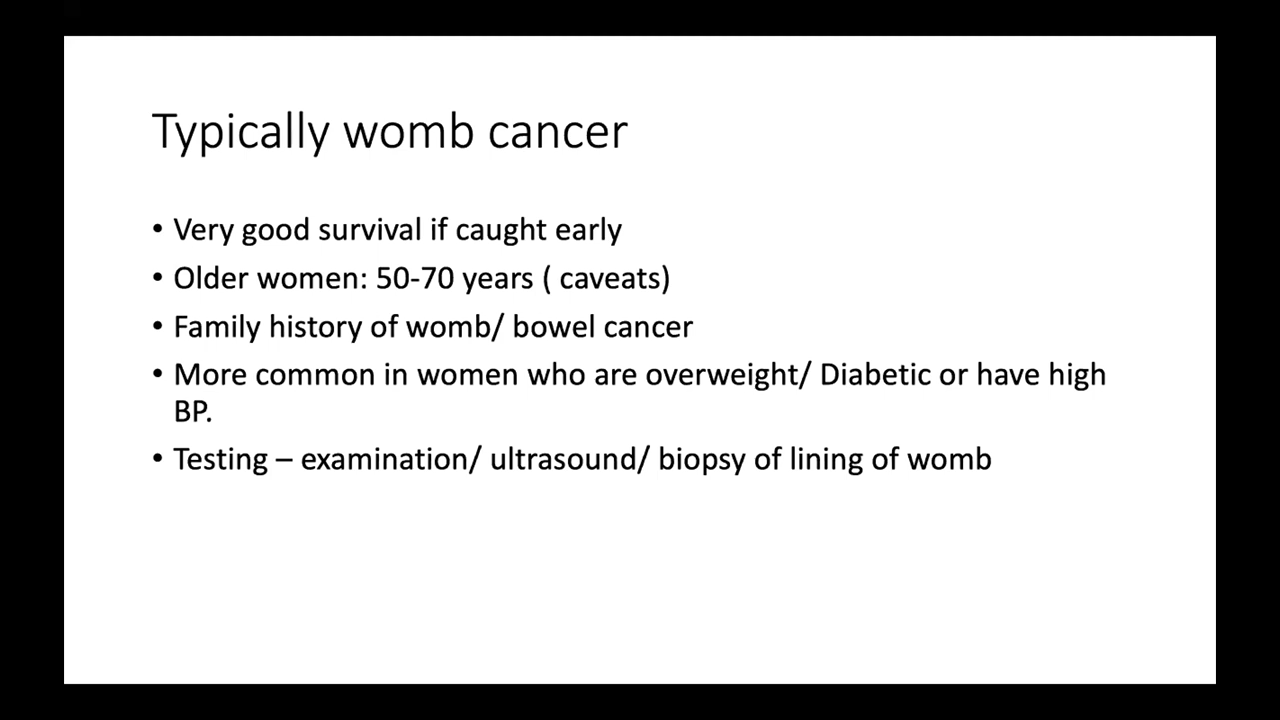 Typically womb cancer
• Very good survival if caught early
• Older women: 50-70 years ( caveats)
• Family history of womb/ bowel cancer
• More common in women who are overweight/ Diabetic or have high
BP.
• Testing – examination/ ultrasound/ biopsy of lining of womb